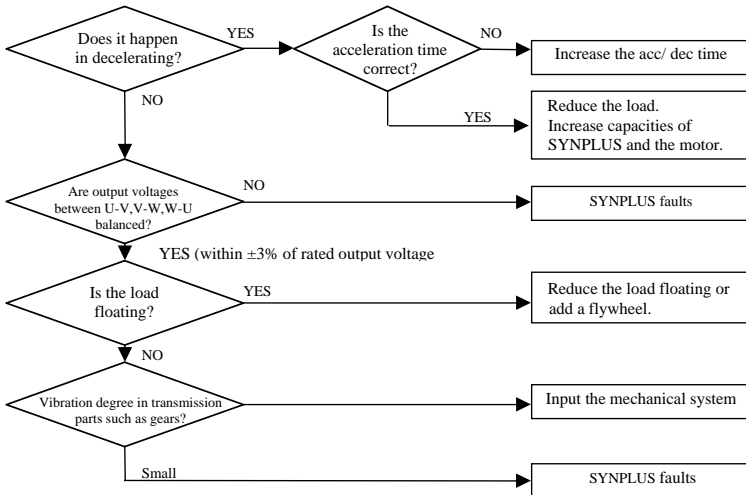 Does it happen
in decelerating?
YES
Is the
acceleration time
correct?
NO
Increase the acc/ dec time
YES
Reduce the load.
Increase capacities of
SYNPLUS and the motor.
NO
Are output voltages
between U-V,V-W,W-U
balanced?
NO
SYNPLUS faults
YES (within ±3% of rated output voltage
Is the load
floating?
YES
Reduce the load floating or
add a flywheel.
NO
Vibration degree in transmission
parts such as gears?
Input the mechanical system
Small
SYNPLUS faults